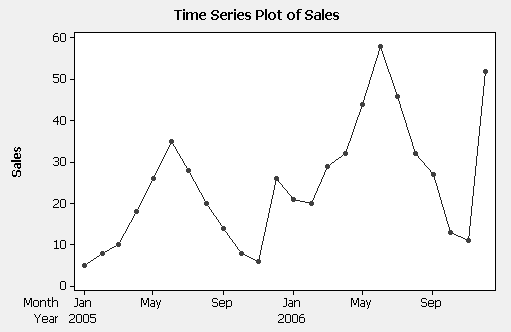 Time Series Plot of Sales
60
50
40
30
20
10
0
Sales
Month Jan May Sep Jan May Sep
Year 2005 2006